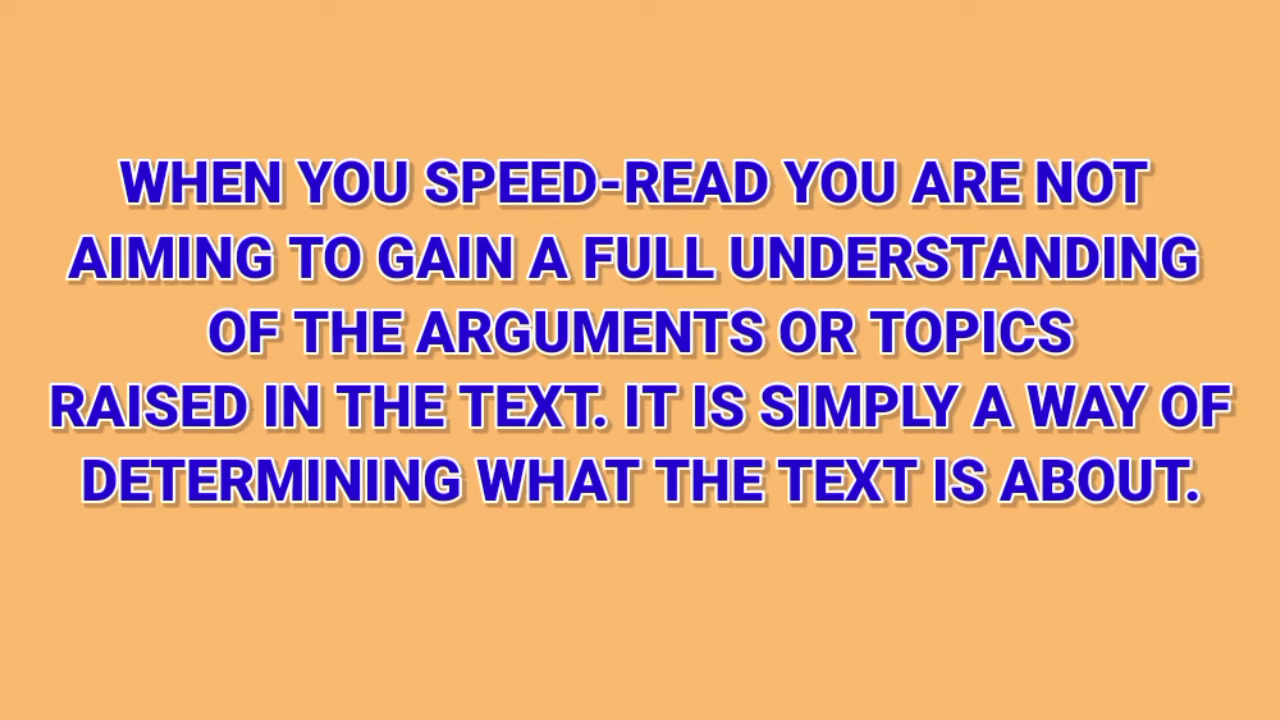 WHEN YOU SPEED-READ YOU ARE NOT
AIMING TO GAIN A FULL UNDERSTANDING
OF THE ARGUMENTS OR TOPICS
RAISED IN THE TEXT. IT IS SIMPLY A WAY OF
DETERMINING WHAT THE TEXT IS ABOUT.